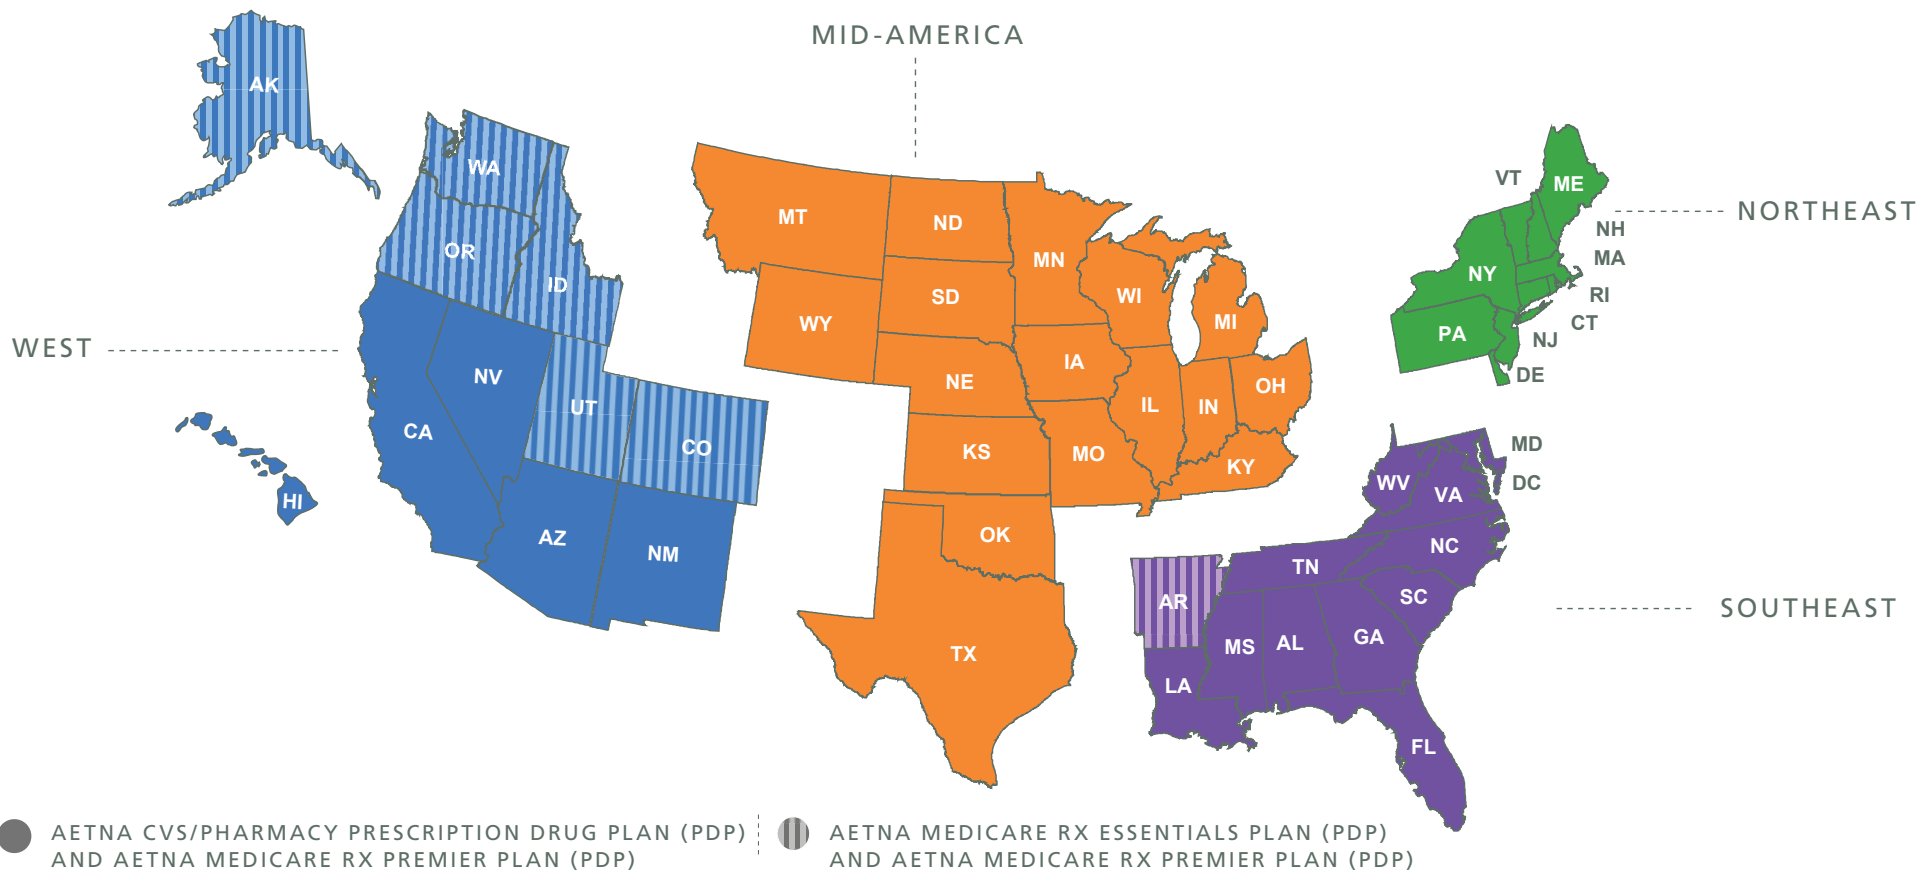 MID-AMERICA
AK
WA
OR
ID
WEST
NV
UT
CA
CO
HI
AZ
NM
MT
ND
MN
SD
WI
WY
MI
IA
NE
OH
IL
IN
KS
MO
KY
OK
TX
VT
ME
NORTHEAST
NH
MA
NY
RI
CT
PA
NJ
DE
MD
WV
DC
VA
NC
TN
AR
SC
SOUTHEAST
GA
MS
AL
LA
FL
AETNA CVS/PHARMACY PRESCRIPTION DRUG PLAN (PDP)
AND AETNA MEDICARE RX PREMIER PLAN (PDP)
AETNA MEDICARE RX ESSENTIALS PLAN (PDP)
AND AETNA MEDICARE RX PREMIER PLAN (PDP)